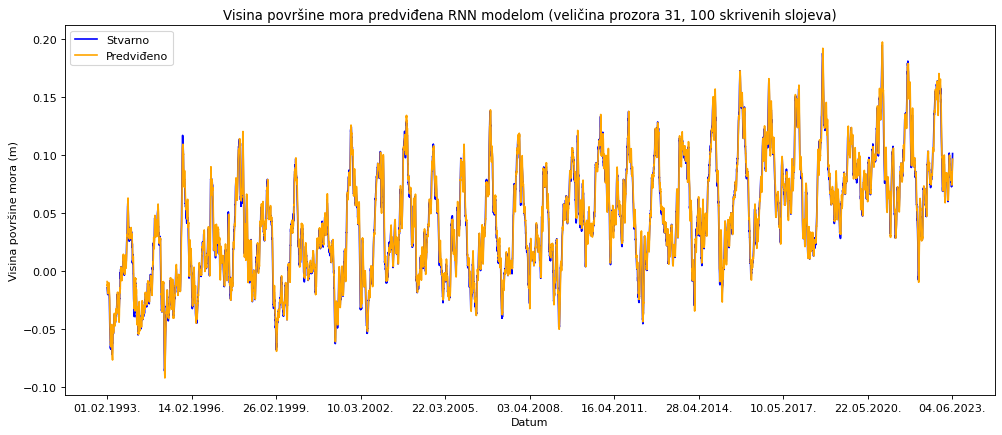 Visina površine mora predviđena RNN modelom (veličina prozora 31, 100 skrivenih slojeva)
Stvarno
Predviđeno
Visina površine mora (m)
0.20
0.15
0.10
0.05
0.00
−0.05
−0.10
01.02.1993. 14.02.1996. 26.02.1999. 10.03.2002. 22.03.2005. 03.04.2008. 16.04.2011. 28.04.2014. 10.05.2017. 22.05.2020. 04.06.2023.
Datum